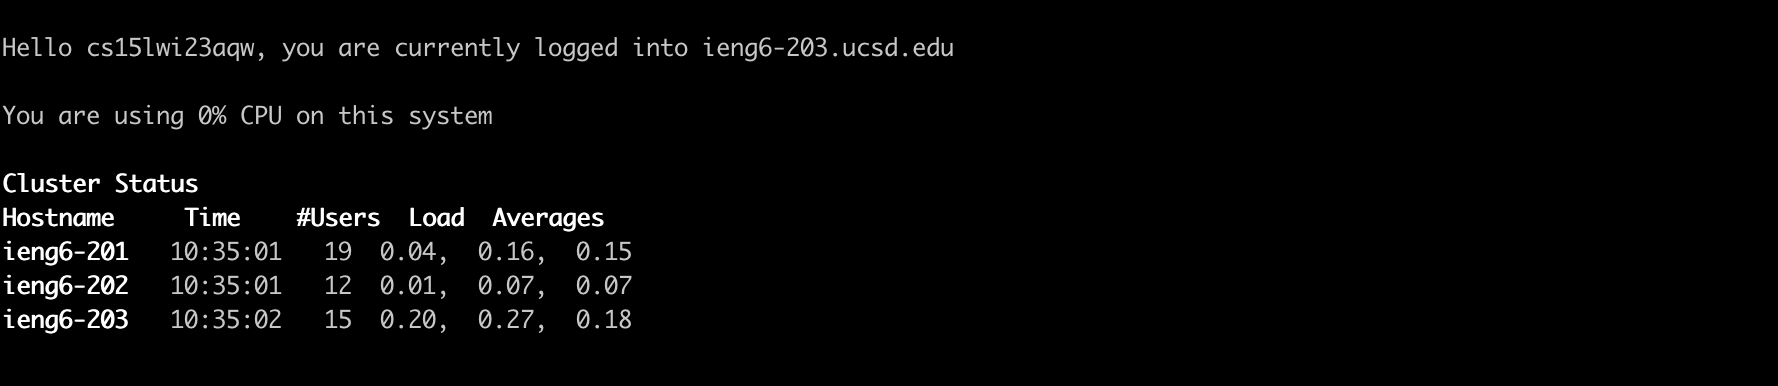 Hello cs15lwi23aqw, you are currently logged into ieng6-203.ucsd.edu
You are using 0% CPU on this system
Cluster Status
Hostname     Time    #Users  Load  Averages
ieng6-201   10:35:01   19  0.04,  0.16,  0.15
ieng6-202   10:35:01   12  0.01,  0.07,  0.07
ieng6-203   10:35:02   15  0.20,  0.27,  0.18